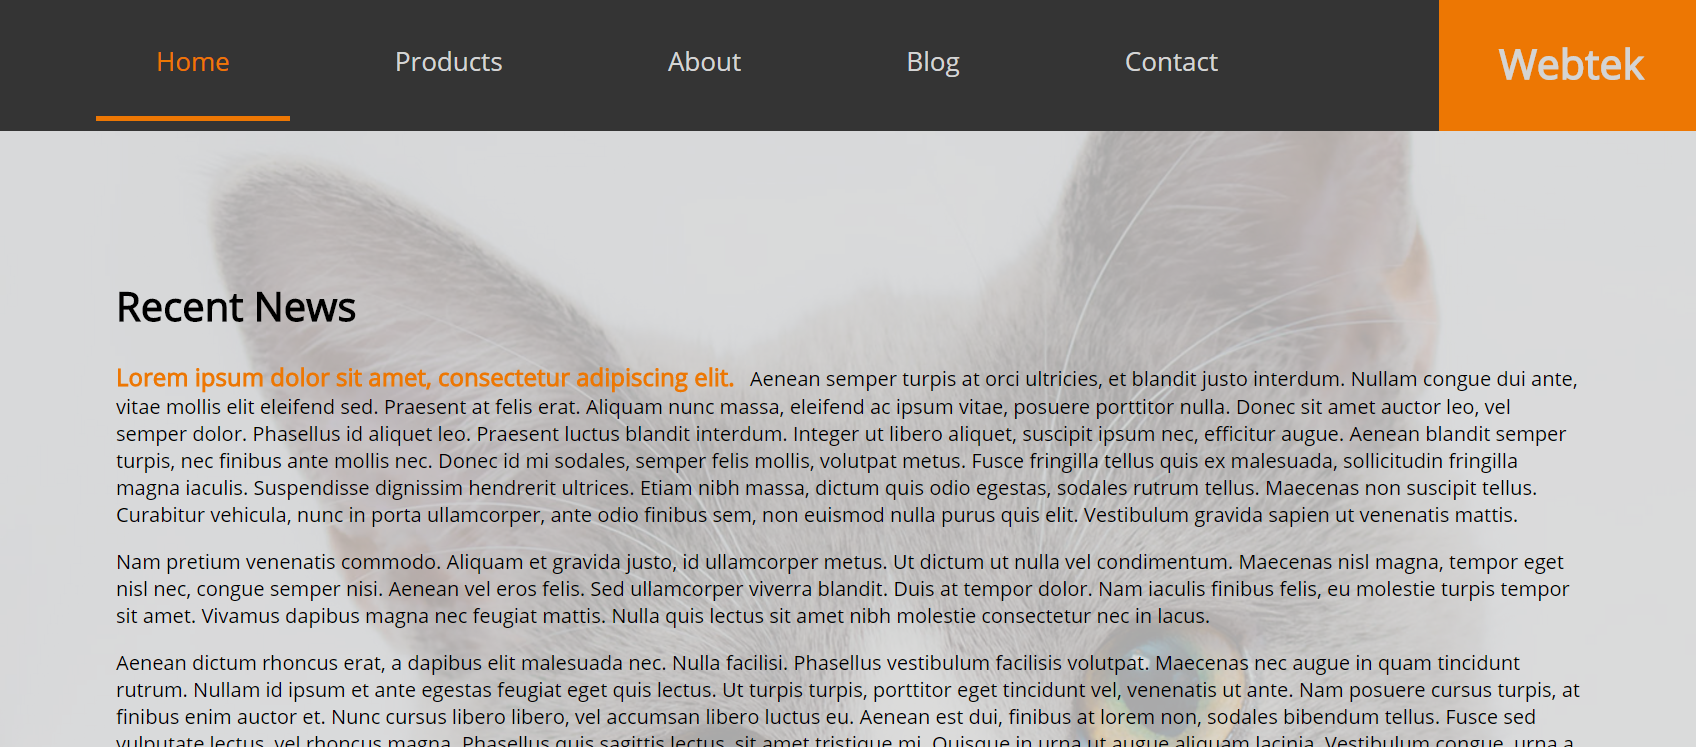 Home Products About Blog Contact Webtek
Recent News
Lorem ipsum dolor sit amet, consectetur adipiscing elit. Aenean semper turpis at orci ultricies, et blandit justo interdum. Nullam congue dui ante,
vitae mollis elit eleifend sed. Praesent at felis erat. Aliquam nunc massa, eleifend ac ipsum vitae, posuere porttitor nulla. Donec sit amet auctor leo, vel
semper dolor. Phasellus id aliquet leo. Praesent luctus blandit interdum. Integer ut libero aliquet, suscipit ipsum nec, efficitur augue. Aenean blandit semper
turpis, nec finibus ante mollis nec. Donec id mi sodales, semper felis mollis, volutpat metus. Fusce fringilla tellus quis ex malesuada, sollicitudin fringilla
magna iaculis. Suspendisse dignissim hendrerit ultrices. Etiam nibh massa, dictum quis odio egestas, sodales rutrum tellus. Maecenas non suscipit tellus.
Curabitur vehicula, nunc in porta ullamcorper, ante odio finibus sem, non euismod nulla purus quis elit. Vestibulum gravida sapien ut venenatis mattis.
Nam pretium venenatis commodo. Aliquam et gravida justo, id ullamcorper metus. Ut dictum ut nulla vel condimentum. Maecenas nisl magna, tempor eget
nisl nec, congue semper nisi. Aenean vel eros felis. Sed ullamcorper viverra blandit. Duis at tempor dolor. Nam iaculis finibus felis, eu molestie turpis tempor
sit amet. Vivamus dapibus magna nec feugiat mattis. Nulla quis lectus sit amet nibh molestie consectetur nec in lacus.
Aenean dictum rhoncus erat, a dapibus elit malesuada nec. Nulla facilisi. Phasellus vestibulum facilisis volutpat. Maecenas nec augue in quam tincidunt
rutrum. Nullam id ipsum et ante egestas feugiat eget quis lectus. Ut turpis turpis, porttitor eget tincidunt vel, venenatis ut ante. Nam posuere cursus turpis, at
finibus enim auctor et. Nunc cursus libero libero, vel accumsan libero luctus eu. Aenean est dui, finibus at lorem non, sodales bibendum tellus. Fusce sed
vulputate lectus, vel rhoncus magna. Phasellus quis sagittis lectus, sit amet tristique mi. Quisque in urna ut augue aliquam lacinia. Vestibulum congue, urna a